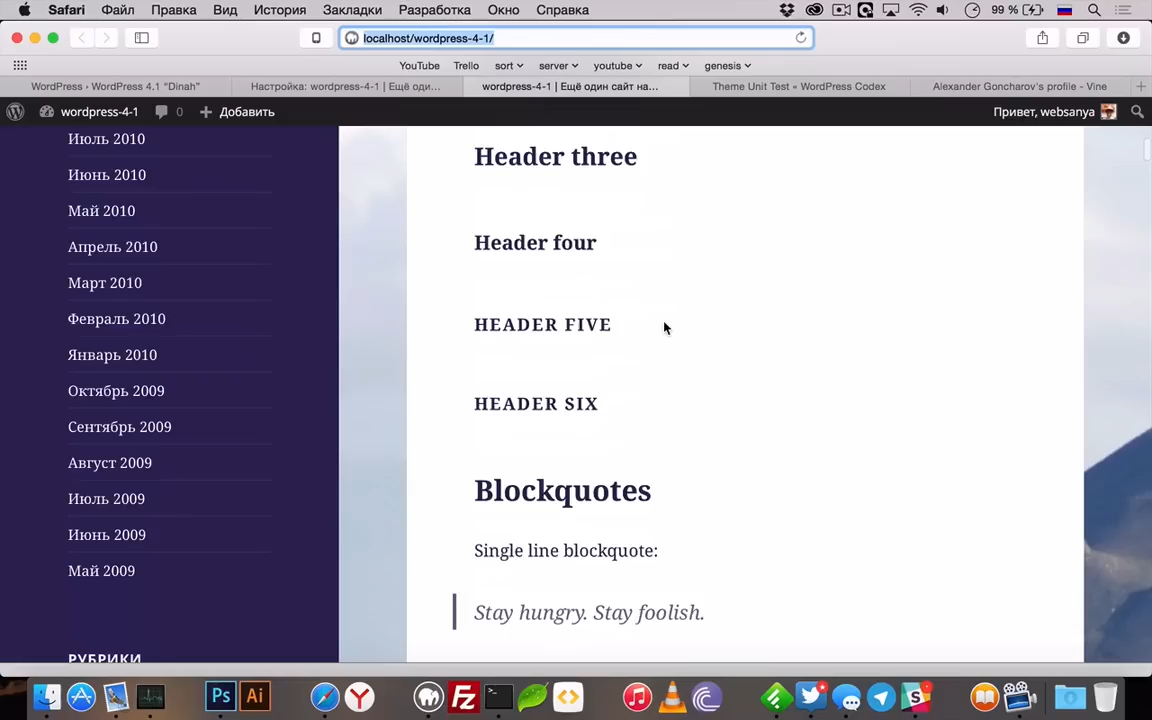 Safari Файл Правка Вид История Закладки Разработка Окно Справка 99 %
localhost/wordpress-4-1/
YouTube Trello sort server youtube read genesis
WordPress › WordPress 4.1 "Dinah" Настройка: wordpress-4-1 | Ещё оди... wordpress-4-1 | Ещё один сайт на... Theme Unit Test « WordPress Codex Alexander Goncharov's profile - Vine
wordpress-4-1 0 Добавить Привет, websanya
Июль 2010
Июнь 2010
Май 2010
Апрель 2010
Март 2010
Февраль 2010
Январь 2010
Октябрь 2009
Сентябрь 2009
Август 2009
Июль 2009
Июнь 2009
Май 2009
РУБРИКИ
Header three
Header four
HEADER FIVE
HEADER SIX
Blockquotes
Single line blockquote:
Stay hungry. Stay foolish.
Ps Ai Y Fz